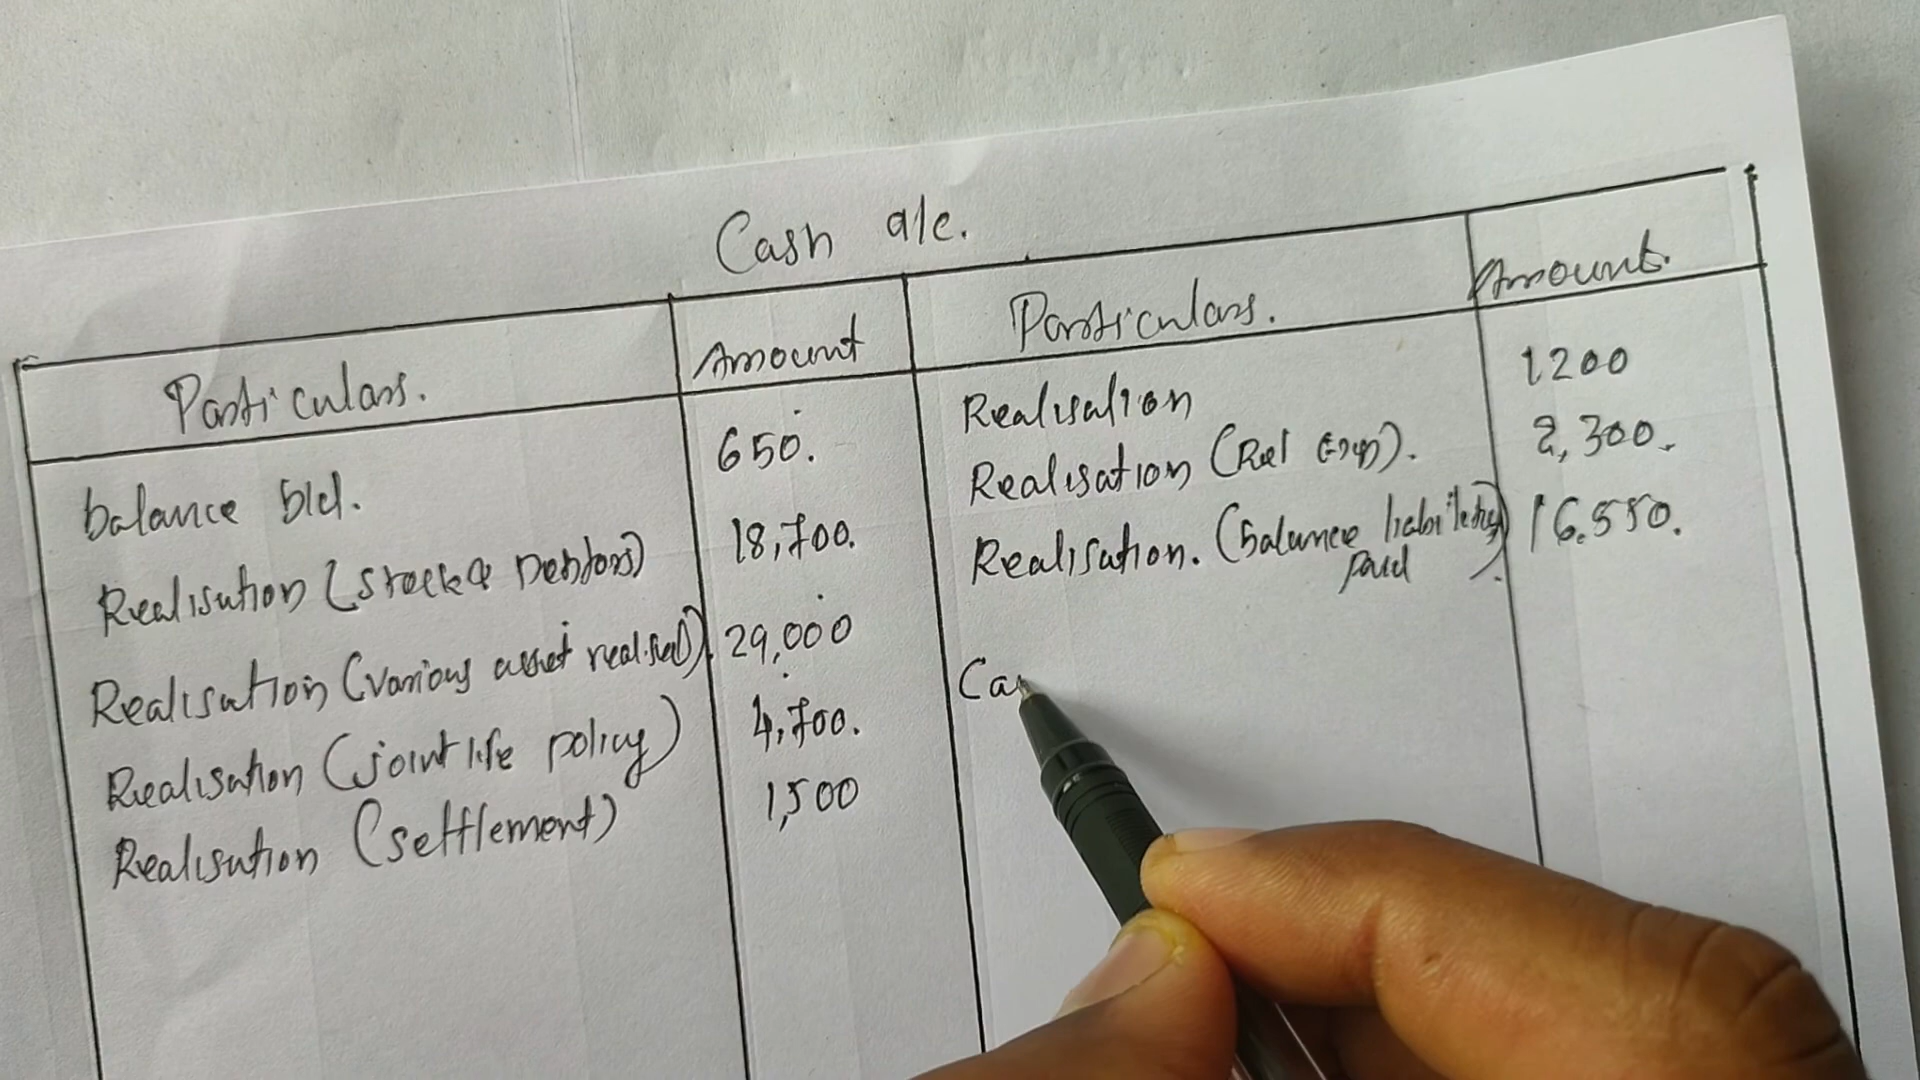 Cash a/c.
Particulars. Amount Particulars. Amount.
balance b/d. 650.
Realisation (Stock & Debtors) 18,700.
Realisation (various asset realised). 29,000
Realisation (joint life policy) 4,700.
Realisation (settlement) 1,500
Realisation 1200
Realisation (Rel Exp). 2,300.
Realisation. (balance liability 16,550.
paid).
Ca